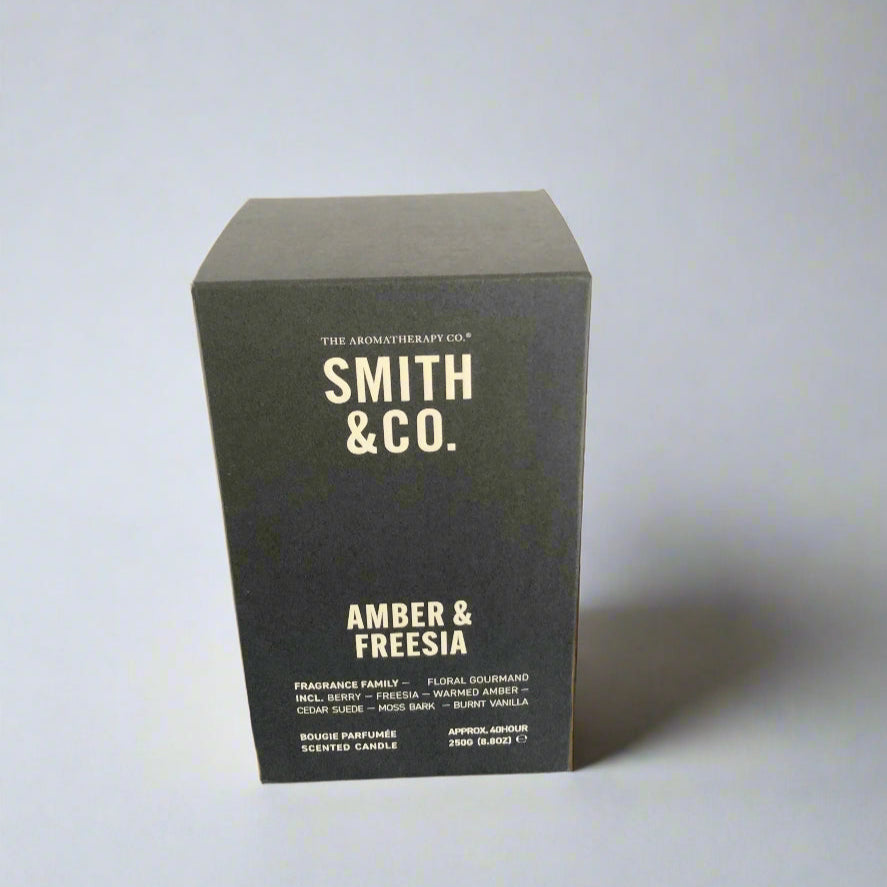 THE AROMATHERAPY CO.®
SMITH
&CO.
AMBER &
FREESIA
FRAGRANCE FAMILY – FLORAL GOURMAND
INCL. BERRY – FREESIA – WARMED AMBER –
CEDAR SUEDE – MOSS BARK – BURNT VANILLA
BOUGIE PARFUMÉE
SCENTED CANDLE
APPROX. 40HOUR
250G (8.8OZ) ℮